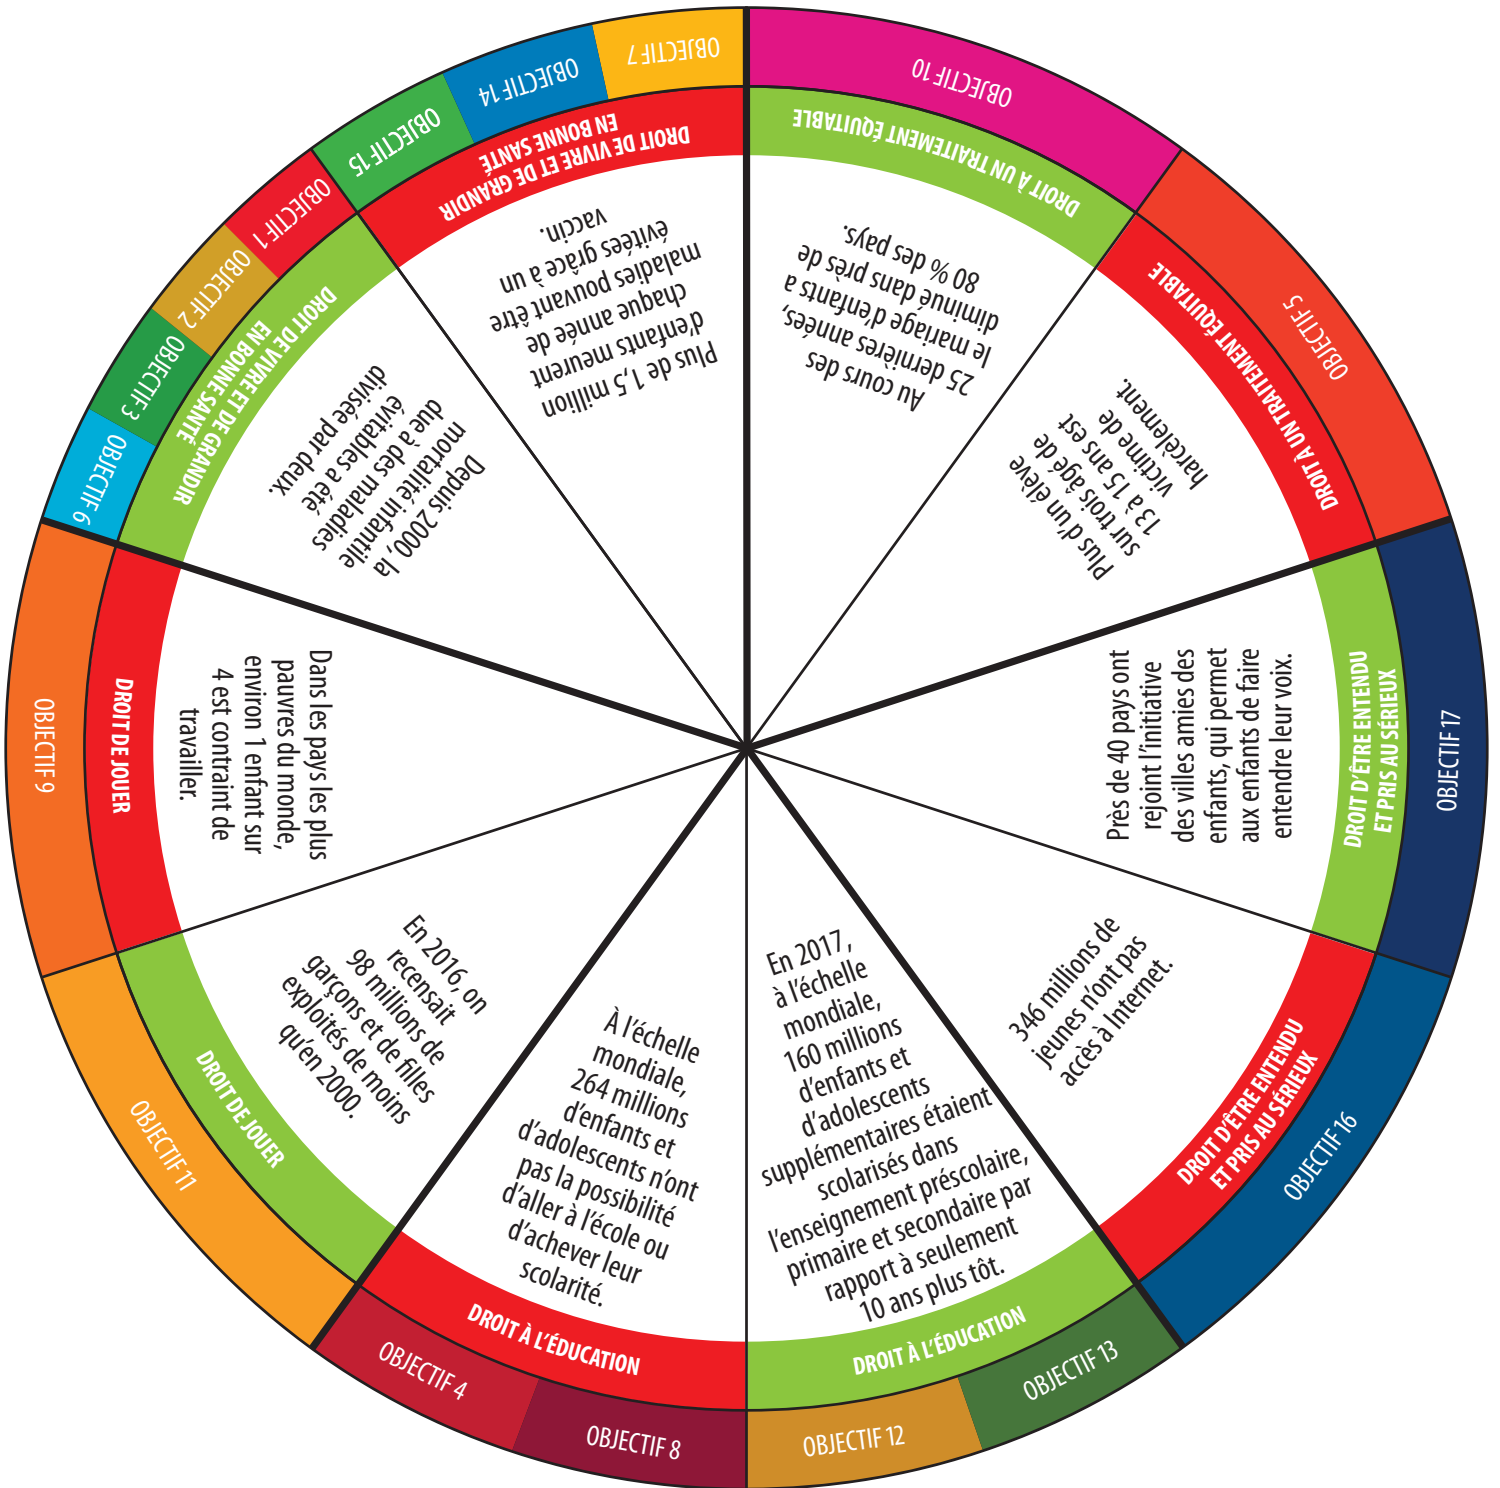 OBJECTIF 10
DROIT À UN TRAITEMENT ÉQUITABLE
Au cours des
25 dernières années,
le mariage d'enfants a
diminué dans près de
80 % des pays.
OBJECTIF 5
DROIT À UN TRAITEMENT ÉQUITABLE
Plus d'un élève
sur trois âgé de
13 à 15 ans est
victime de
harcèlement.
OBJECTIF 17
DROIT D'ÊTRE ENTENDU
ET PRIS AU SÉRIEUX
Près de 40 pays ont
rejoint l'initiative
des villes amies des
enfants, qui permet
aux enfants de faire
entendre leur voix.
OBJECTIF 16
DROIT D'ÊTRE ENTENDU
ET PRIS AU SÉRIEUX
346 millions de
jeunes n'ont pas
accès à Internet.
En 2017,
à l'échelle
mondiale,
160 millions
d'enfants et
d'adolescents
supplémentaires étaient
scolarisés dans
l'enseignement préscolaire,
primaire et secondaire par
rapport à seulement
10 ans plus tôt.
DROIT À L'ÉDUCATION
OBJECTIF 13
OBJECTIF 12
À l'échelle
mondiale,
264 millions
d'enfants et
d'adolescents n'ont
pas la possibilité
d'aller à l'école ou
d'achever leur
scolarité.
DROIT À L'ÉDUCATION
OBJECTIF 8
OBJECTIF 4
En 2016, on
recensait
98 millions de
garçons et de filles
exploités de moins
qu'en 2000.
DROIT DE JOUER
OBJECTIF 11
Dans les pays les plus
pauvres du monde,
environ 1 enfant sur
4 est contraint de
travailler.
DROIT DE JOUER
OBJECTIF 9
OBJECTIF 6
OBJECTIF 3
OBJECTIF 2
OBJECTIF 1
DROIT DE VIVRE ET DE GRANDIR
EN BONNE SANTÉ
Depuis 2000, la
mortalité infantile
due à des maladies
évitables a été
divisée par deux.
OBJECTIF 15
OBJECTIF 14
OBJECTIF 7
DROIT DE VIVRE ET DE GRANDIR
EN BONNE SANTÉ
Plus de 1,5 million
d'enfants meurent
chaque année de
maladies pouvant être
évitées grâce à un
vaccin.